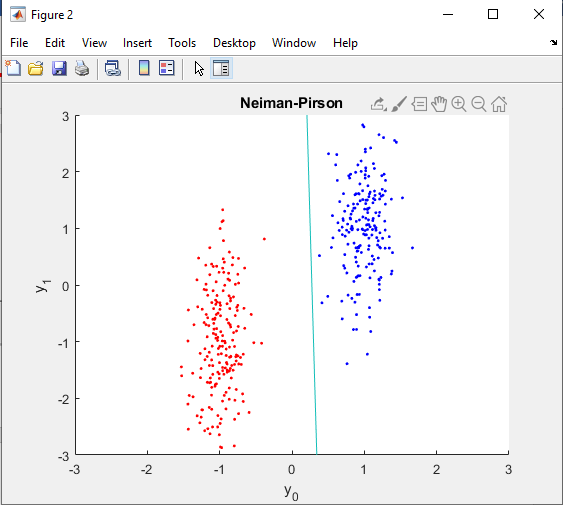 Figure 2
File Edit View Insert Tools Desktop Window Help
Neiman-Pirson
3
2
1
0
-1
-2
-3
y1
-3 -2 -1 0 1 2 3
y0